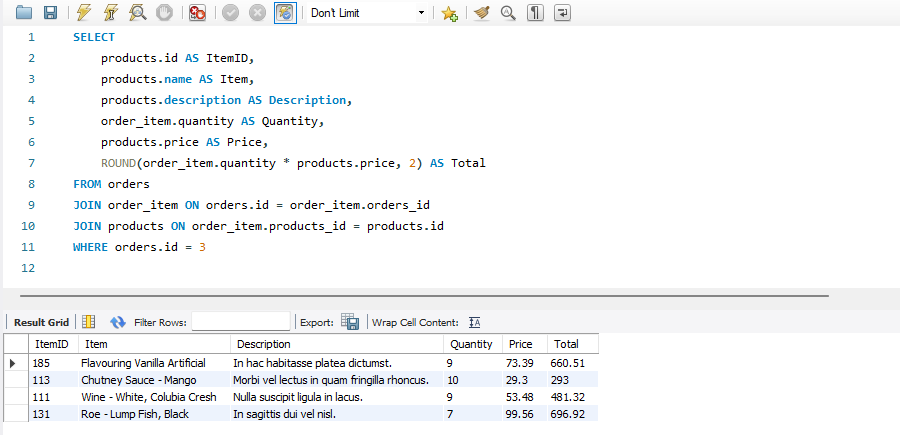 Don't Limit
1 SELECT
2 products.id AS ItemID,
3 products.name AS Item,
4 products.description AS Description,
5 order_item.quantity AS Quantity,
6 products.price AS Price,
7 ROUND(order_item.quantity * products.price, 2) AS Total
8 FROM orders
9 JOIN order_item ON orders.id = order_item.orders_id
10 JOIN products ON order_item.products_id = products.id
11 WHERE orders.id = 3
12
Result Grid Filter Rows: Export: Wrap Cell Content: IA
ItemID Item Description Quantity Price Total
185 Flavouring Vanilla Artificial In hac habitasse platea dictumst. 9 73.39 660.51
113 Chutney Sauce - Mango Morbi vel lectus in quam fringilla rhoncus. 10 29.3 293
111 Wine - White, Colubia Cresh Nulla suscipit ligula in lacus. 9 53.48 481.32
131 Roe - Lump Fish, Black In sagittis dui vel nisl. 7 99.56 696.92